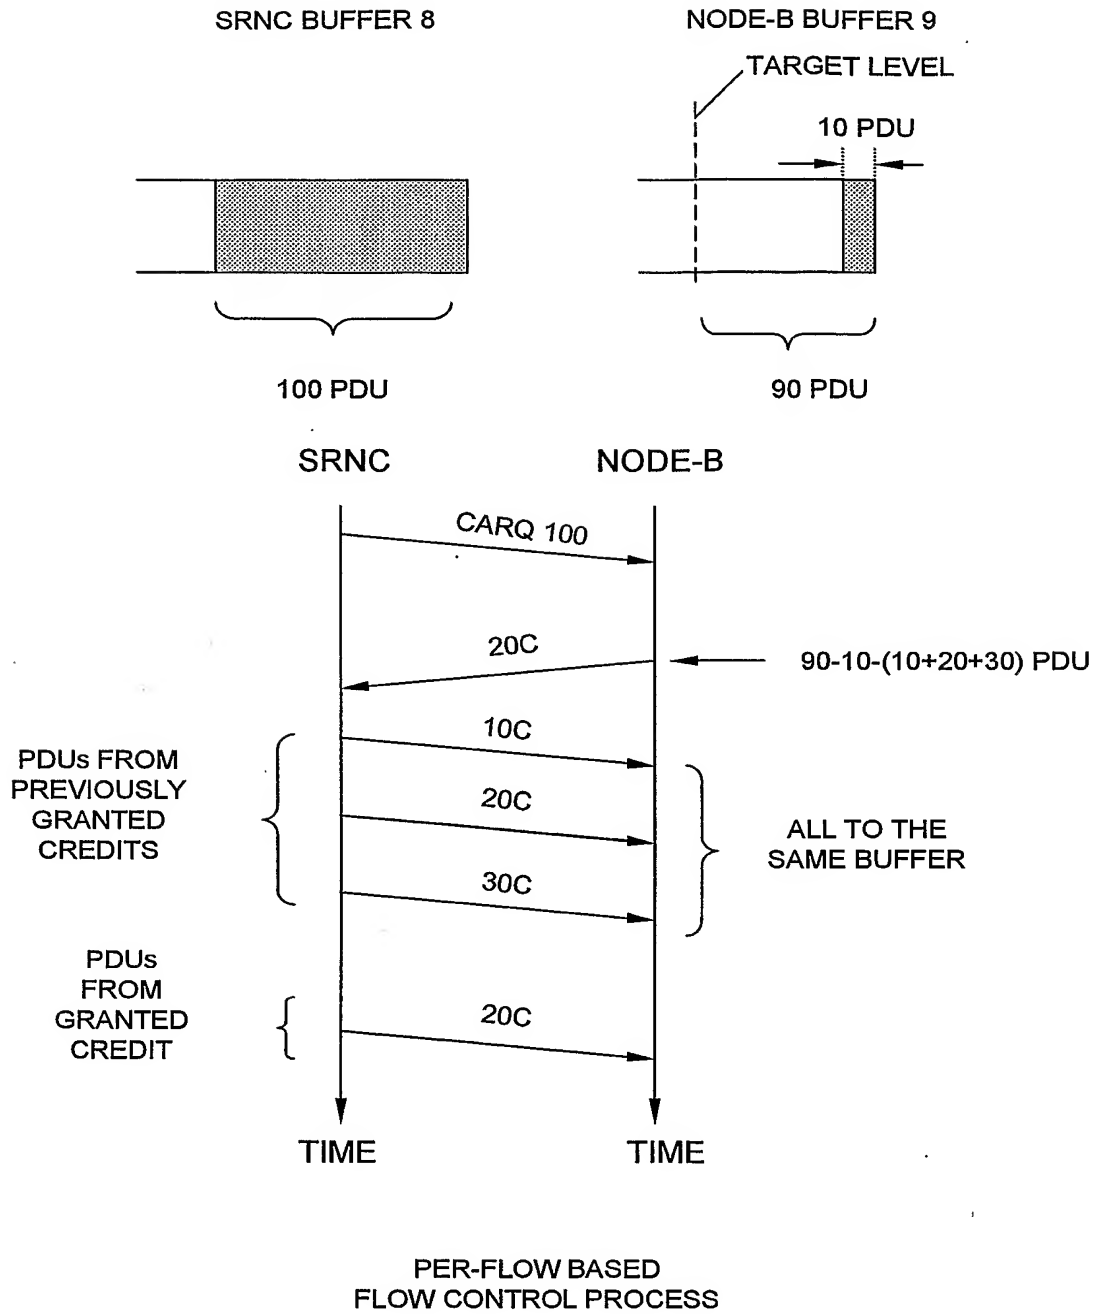 SRNC BUFFER 8
NODE-B BUFFER 9
TARGET LEVEL
10 PDU
100 PDU
90 PDU
SRNC
NODE-B
CARQ 100
20C
90-10-(10+20+30) PDU
10C
PDUs FROM
PREVIOUSLY
GRANTED
CREDITS
20C
ALL TO THE
SAME BUFFER
30C
PDUs
FROM
GRANTED
CREDIT
20C
TIME
TIME
PER-FLOW BASED
FLOW CONTROL PROCESS